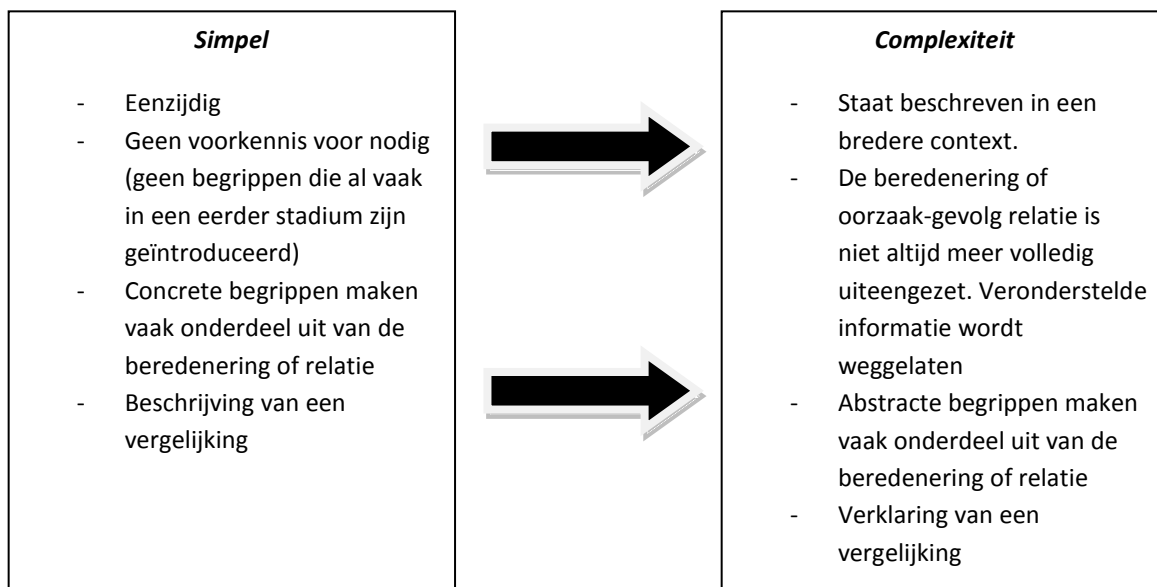 Simpel
- Eenzijdig
- Geen voorkennis voor nodig
(geen begrippen die al vaak
in een eerder stadium zijn
geïntroduceerd)
- Concrete begrippen maken
vaak onderdeel uit van de
beredenering of relatie
- Beschrijving van een
vergelijking
Complexiteit
- Staat beschreven in een
bredere context.
- De beredenering of
oorzaak-gevolg relatie is
niet altijd meer volledig
uiteengezet. Veronderstelde
informatie wordt
weggelaten
- Abstracte begrippen maken
vaak onderdeel uit van de
beredenering of relatie
- Verklaring van een
vergelijking